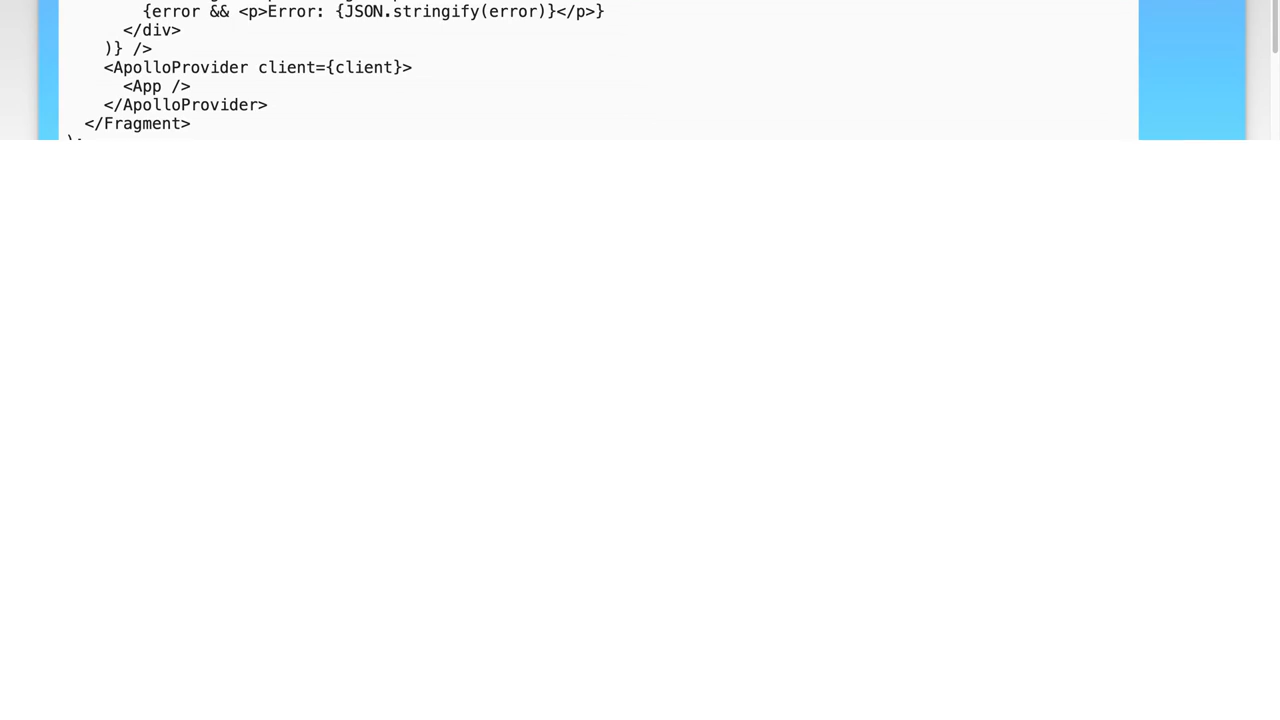 {error && <p>Error: {JSON.stringify(error)}</p>}
</div>
)} />
<ApolloProvider client={client}>
<App />
</ApolloProvider>
</Fragment>